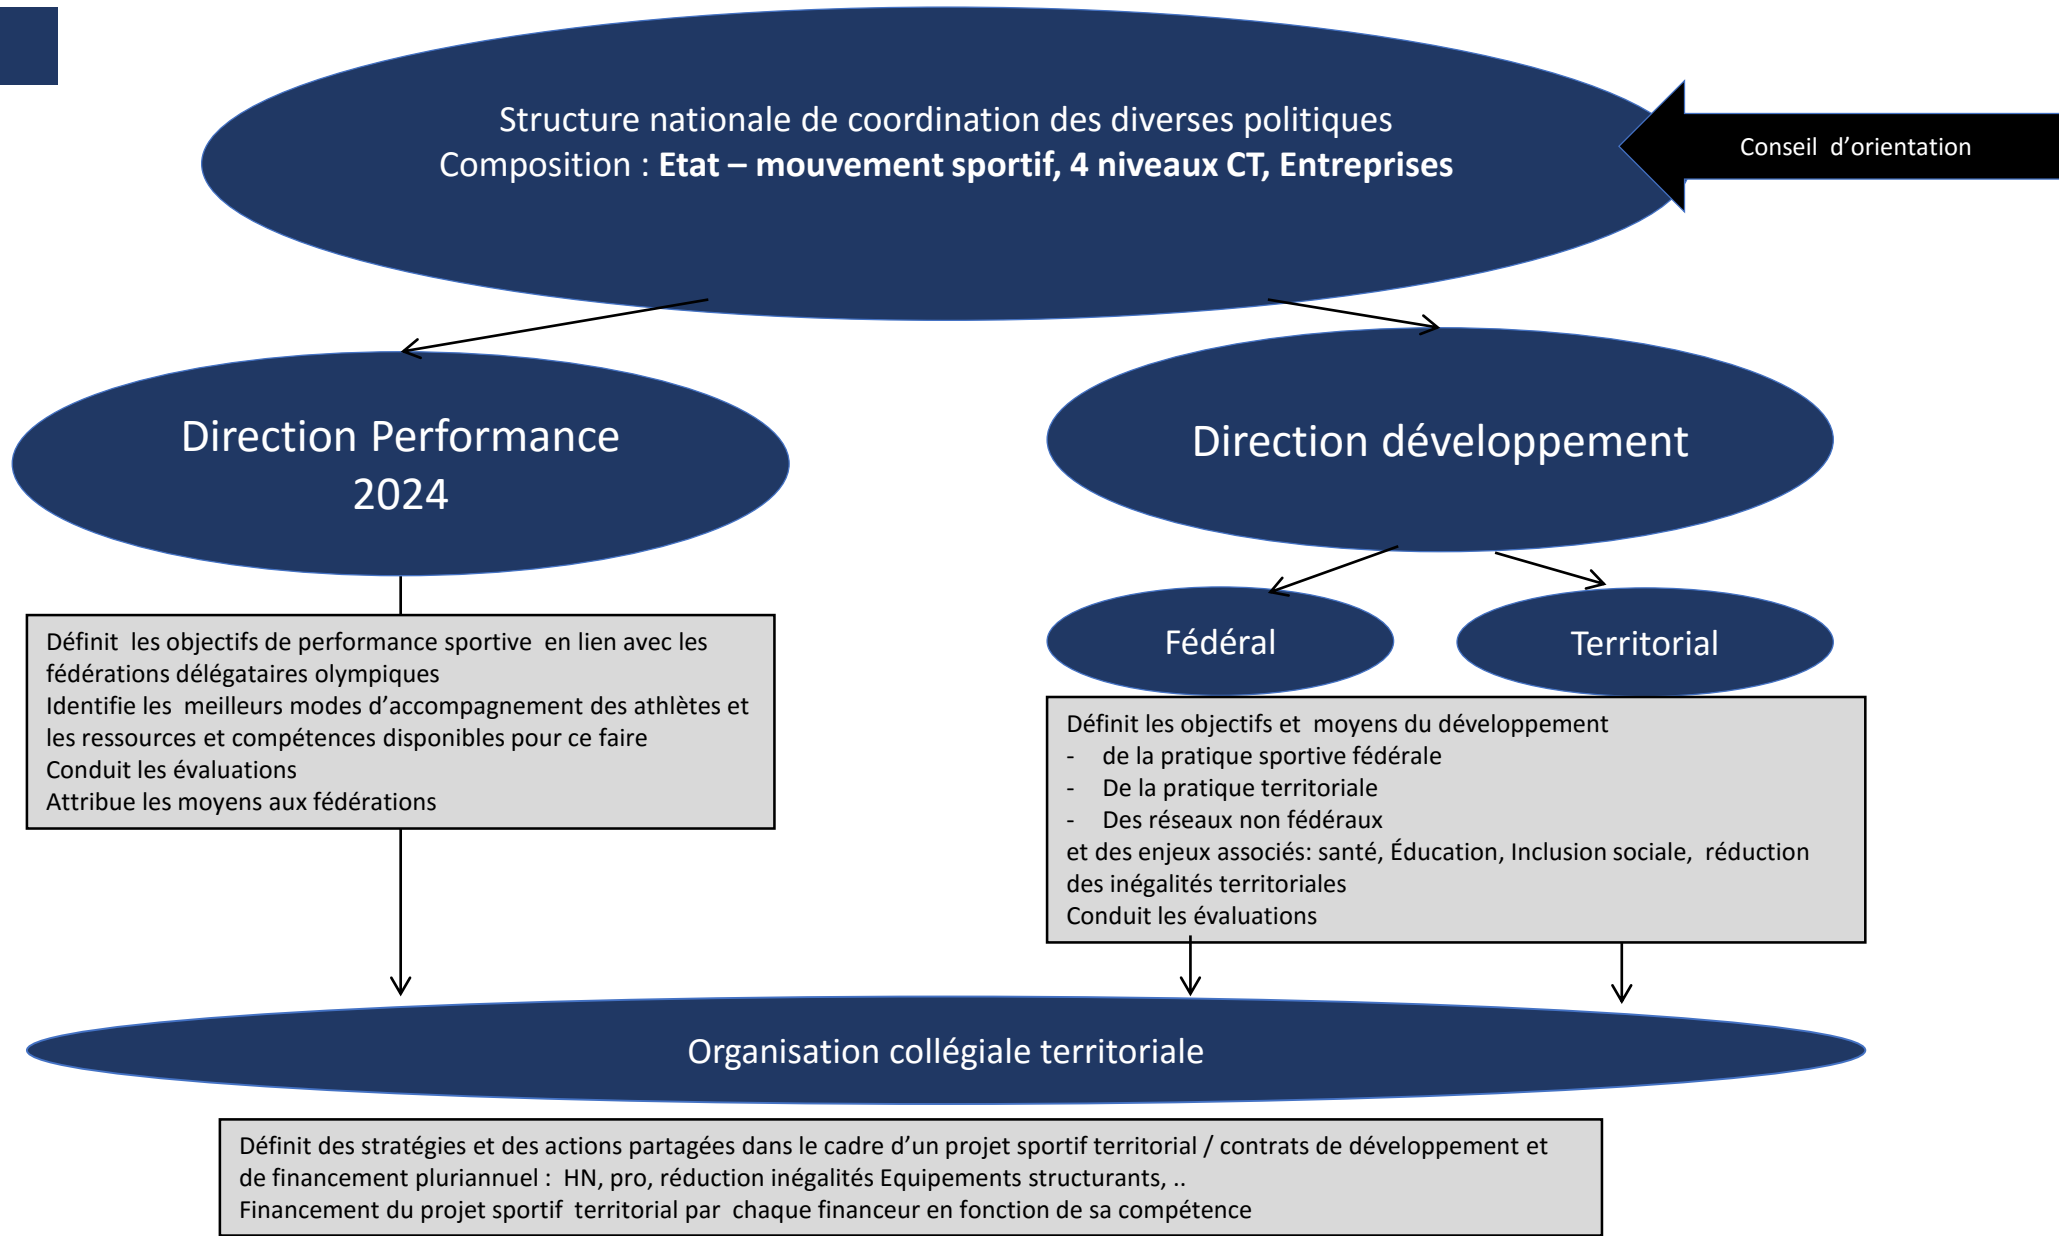 Structure nationale de coordination des diverses politiques
Composition : Etat – mouvement sportif, 4 niveaux CT, Entreprises
Conseil d’orientation
Direction Performance
2024
Direction développement
Fédéral
Territorial
Définit les objectifs de performance sportive en lien avec les
fédérations délégataires olympiques
Identifie les meilleurs modes d’accompagnement des athlètes et
les ressources et compétences disponibles pour ce faire
Conduit les évaluations
Attribue les moyens aux fédérations
Définit les objectifs et moyens du développement
- de la pratique sportive fédérale
- De la pratique territoriale
- Des réseaux non fédéraux
et des enjeux associés: santé, Éducation, Inclusion sociale, réduction
des inégalités territoriales
Conduit les évaluations
Organisation collégiale territoriale
Définit des stratégies et des actions partagées dans le cadre d’un projet sportif territorial / contrats de développement et
de financement pluriannuel : HN, pro, réduction inégalités Equipements structurants, ..
Financement du projet sportif territorial par chaque financeur en fonction de sa compétence